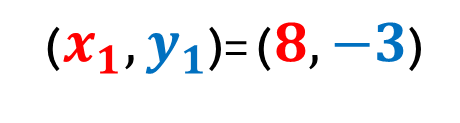 (x₁, y₁)=(8, −3)